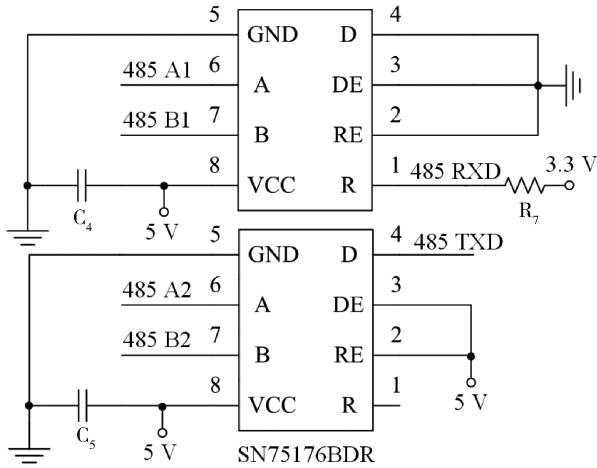 5 GND D 4
485 A1 6 A DE 3
485 B1 7 B RE 2
8 VCC R 1 485 RXD 3.3 V
C4 5 V R7
5 GND D 4 485 TXD
485 A2 6 A DE 3
485 B2 7 B RE 2
8 VCC R 1 5 V
C5 5 V
SN75176BDR